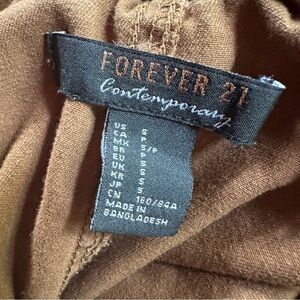 FOREVER 21
Contemporary
US S
CA P
MX S/P
BR P
EU S
UK S
KR S
JP S
CN 160/84A
MADE IN
BANGLADESH